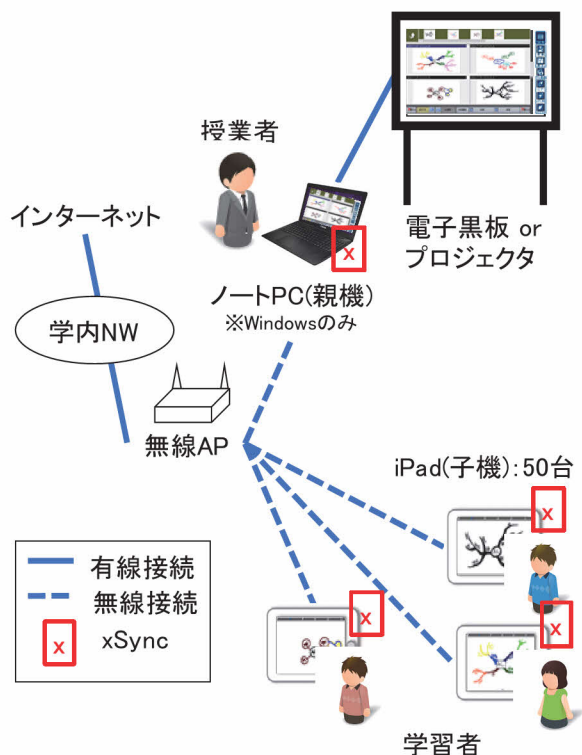 授業者
インターネット
電子黒板 or
プロジェクタ
x
ノートPC(親機)
※Windowsのみ
学内NW
無線AP
iPad(子機):50台
x
有線接続
無線接続
x xSync
x
x
学習者